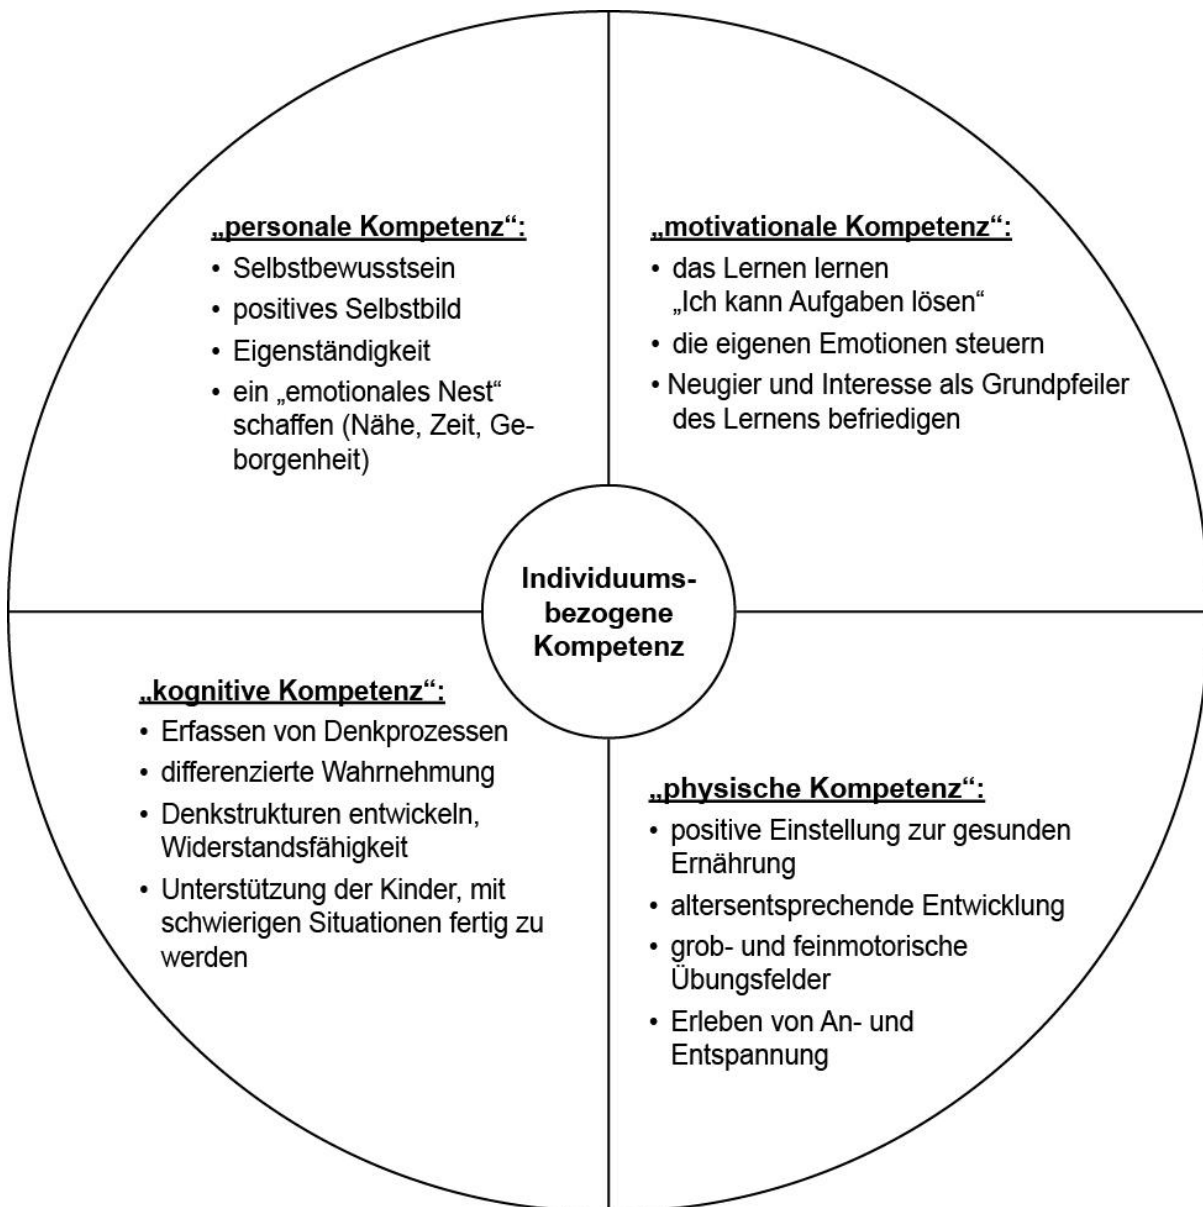 „personale Kompetenz“:
• Selbstbewusstsein
• positives Selbstbild
• Eigenständigkeit
• ein „emotionales Nest“
schaffen (Nähe, Zeit, Ge-
borgenheit)
„motivationale Kompetenz“:
• das Lernen lernen
„Ich kann Aufgaben lösen“
• die eigenen Emotionen steuern
• Neugier und Interesse als Grundpfeiler
des Lernens befriedigen
Individuums-
bezogene
Kompetenz
„kognitive Kompetenz“:
• Erfassen von Denkprozessen
• differenzierte Wahrnehmung
• Denkstrukturen entwickeln,
Widerstandsfähigkeit
• Unterstützung der Kinder, mit
schwierigen Situationen fertig zu
werden
„physische Kompetenz“:
• positive Einstellung zur gesunden
Ernährung
• altersentsprechende Entwicklung
• grob- und feinmotorische
Übungsfelder
• Erleben von An- und
Entspannung